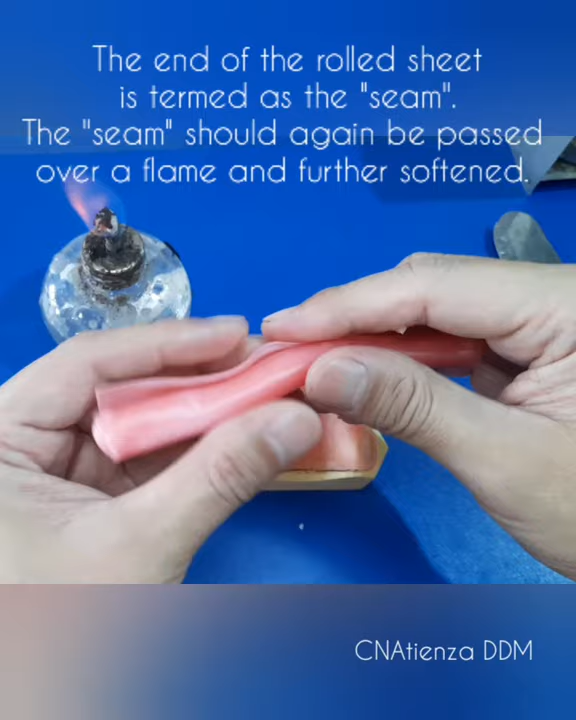 The end of the rolled sheet
is termed as the "seam".
The "seam" should again be passed
over a flame and further softened.
CNAtienza DDM